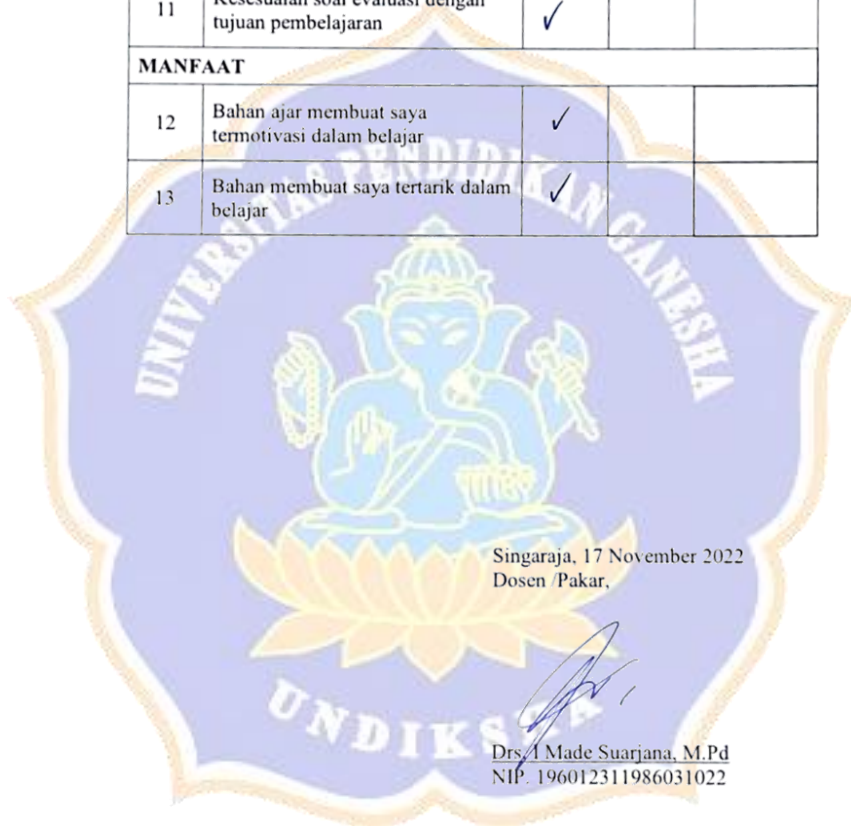 11 Kesesuaian soal evaluasi dengan
tujuan pembelajaran ✓
MANFAAT
12 Bahan ajar membuat saya
termotivasi dalam belajar ✓
13 Bahan membuat saya tertarik dalam
belajar ✓
UNIVERSITAS PENDIDIKAN GANESHA
Singaraja, 17 November 2022
Dosen /Pakar,
UNDIKSHA
Drs. I Made Suarjana, M.Pd
NIP. 196012311986031022